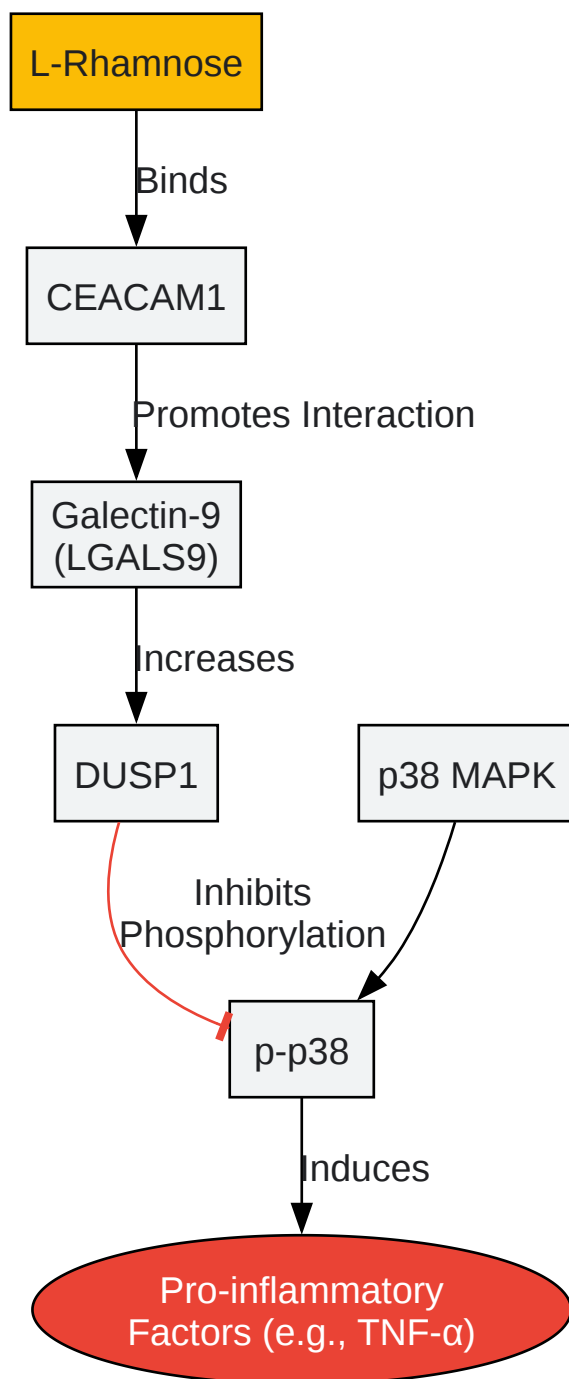 L-Rhamnose
Binds
CEACAM1
Promotes Interaction
Galectin-9
(LGALS9)
Increases
DUSP1
p38 MAPK
Inhibits
Phosphorylation
p-p38
Induces
Pro-inflammatory
Factors (e.g., TNF-α)